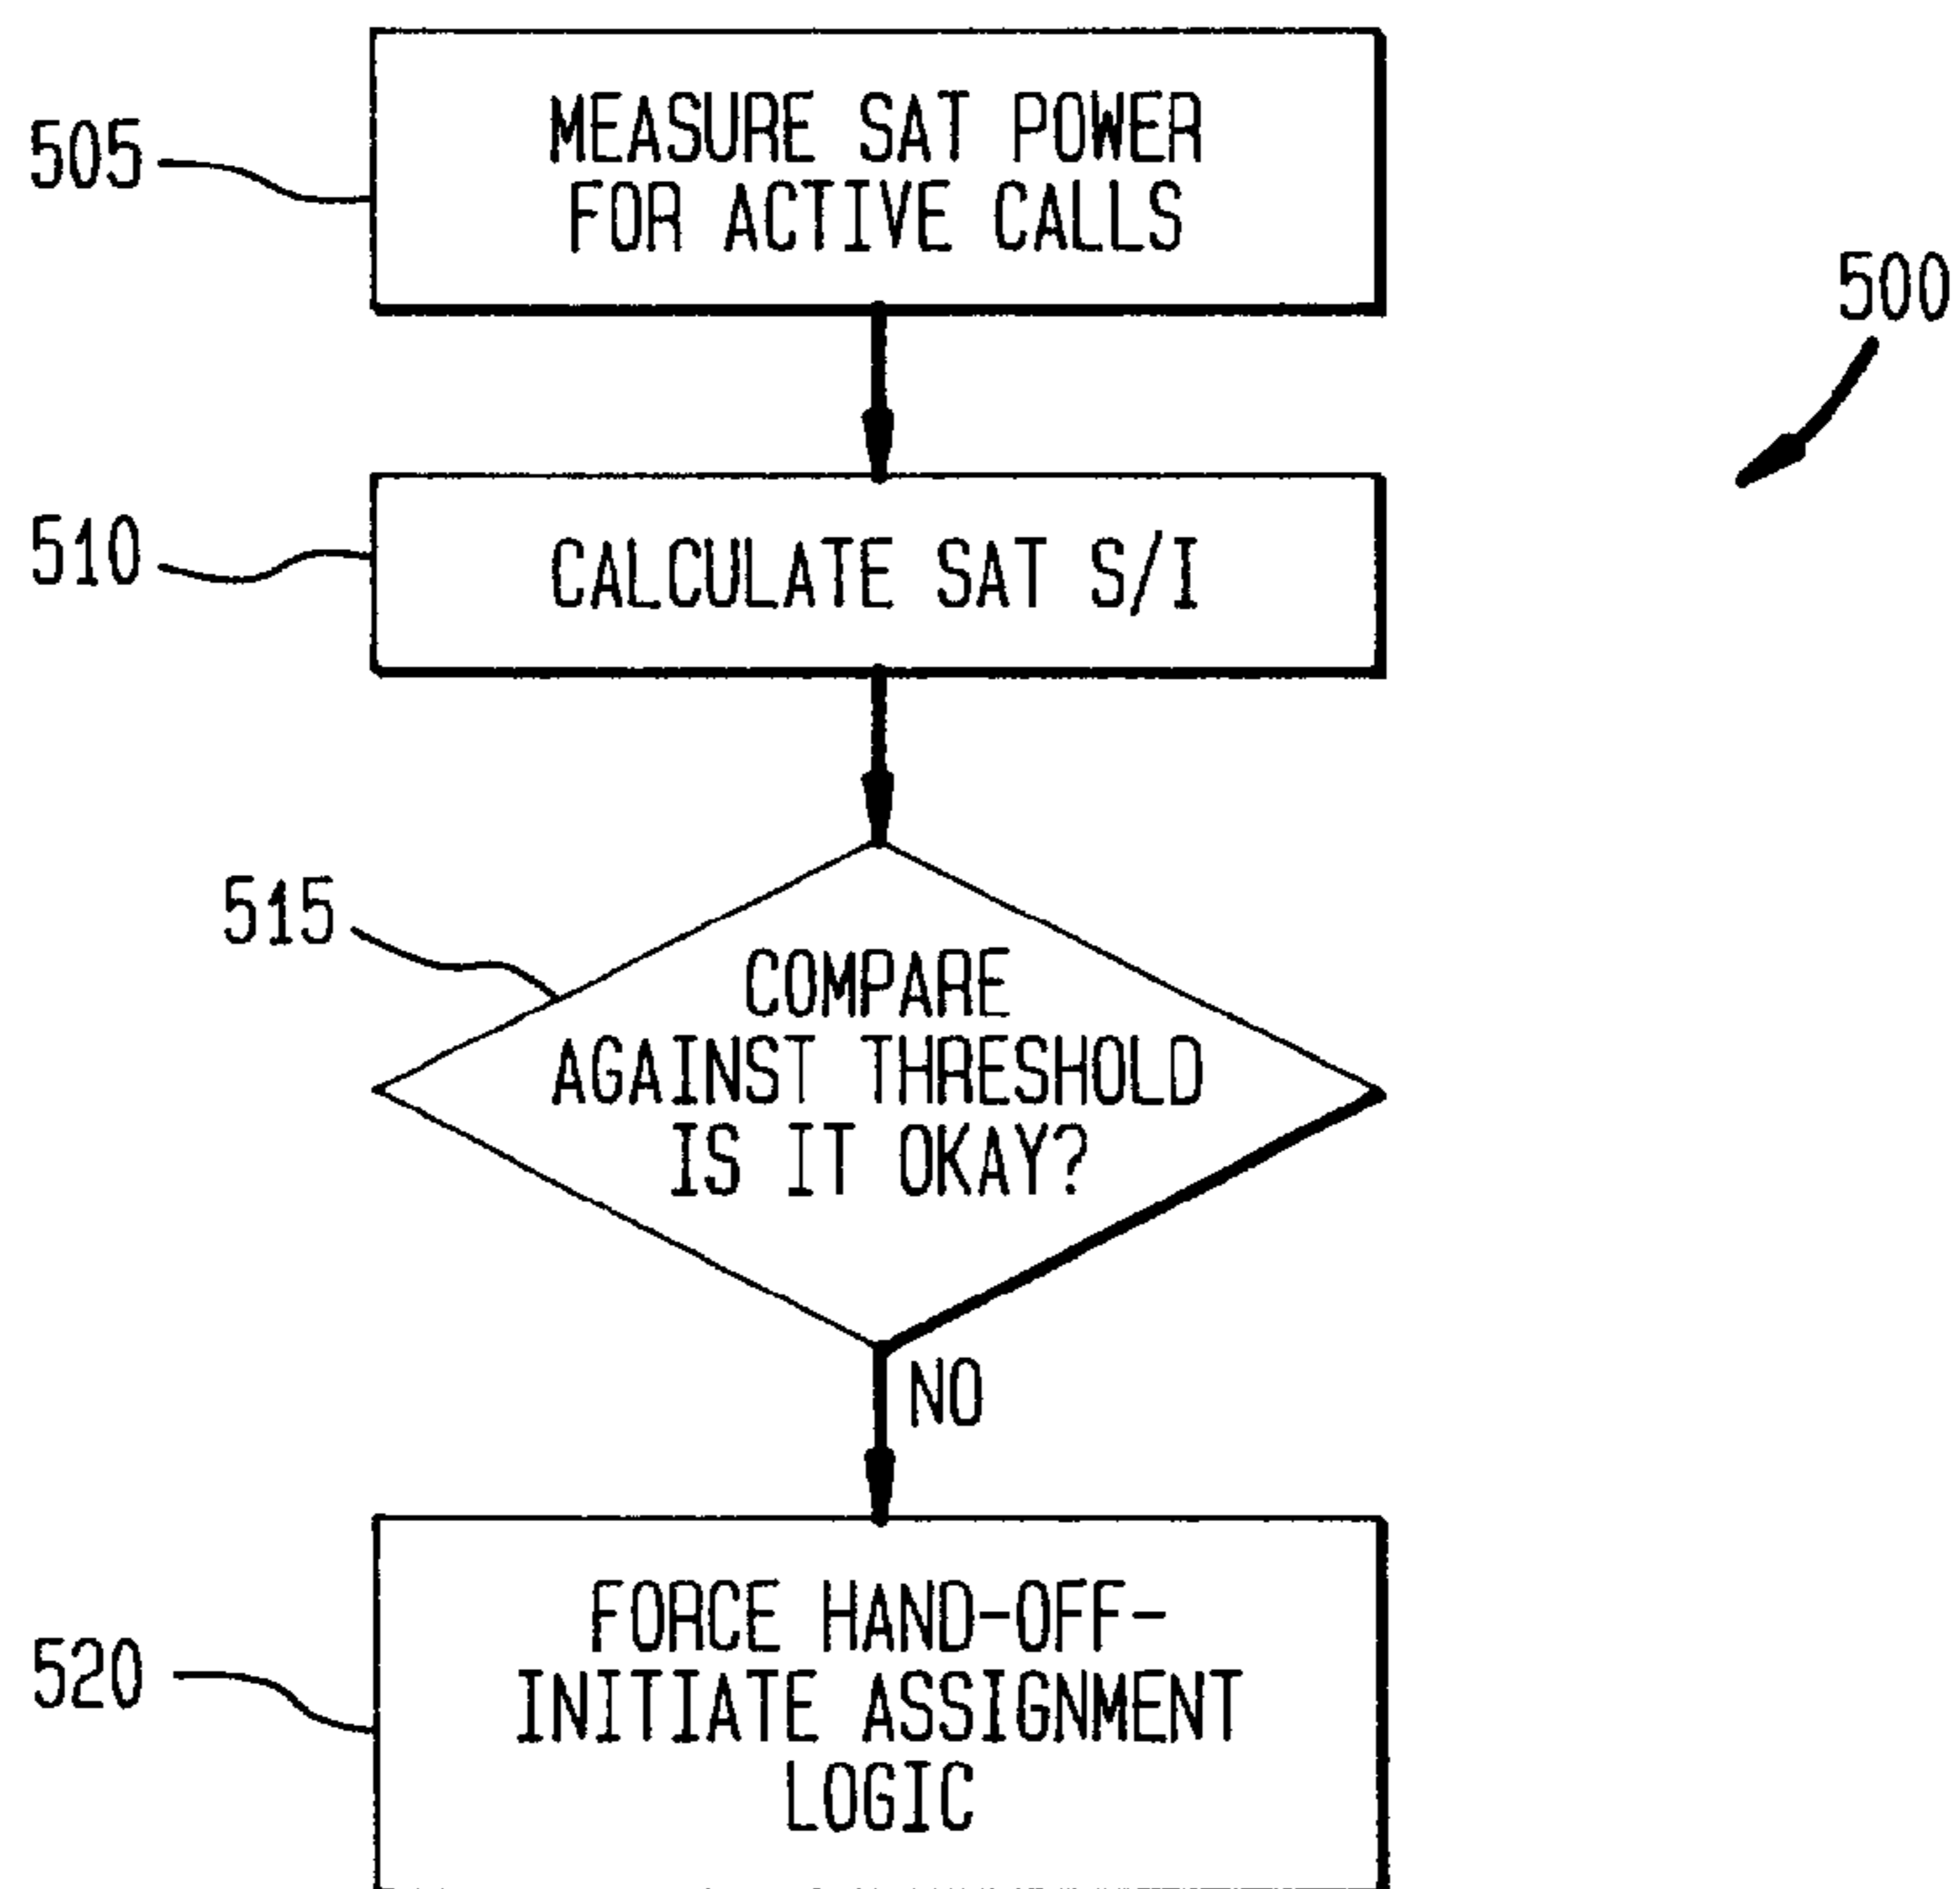 505
MEASURE SAT POWER
FOR ACTIVE CALLS
500
510
CALCULATE SAT S/I
515
COMPARE
AGAINST THRESHOLD
IS IT OKAY?
NO
520
FORCE HAND-OFF-
INITIATE ASSIGNMENT
LOGIC